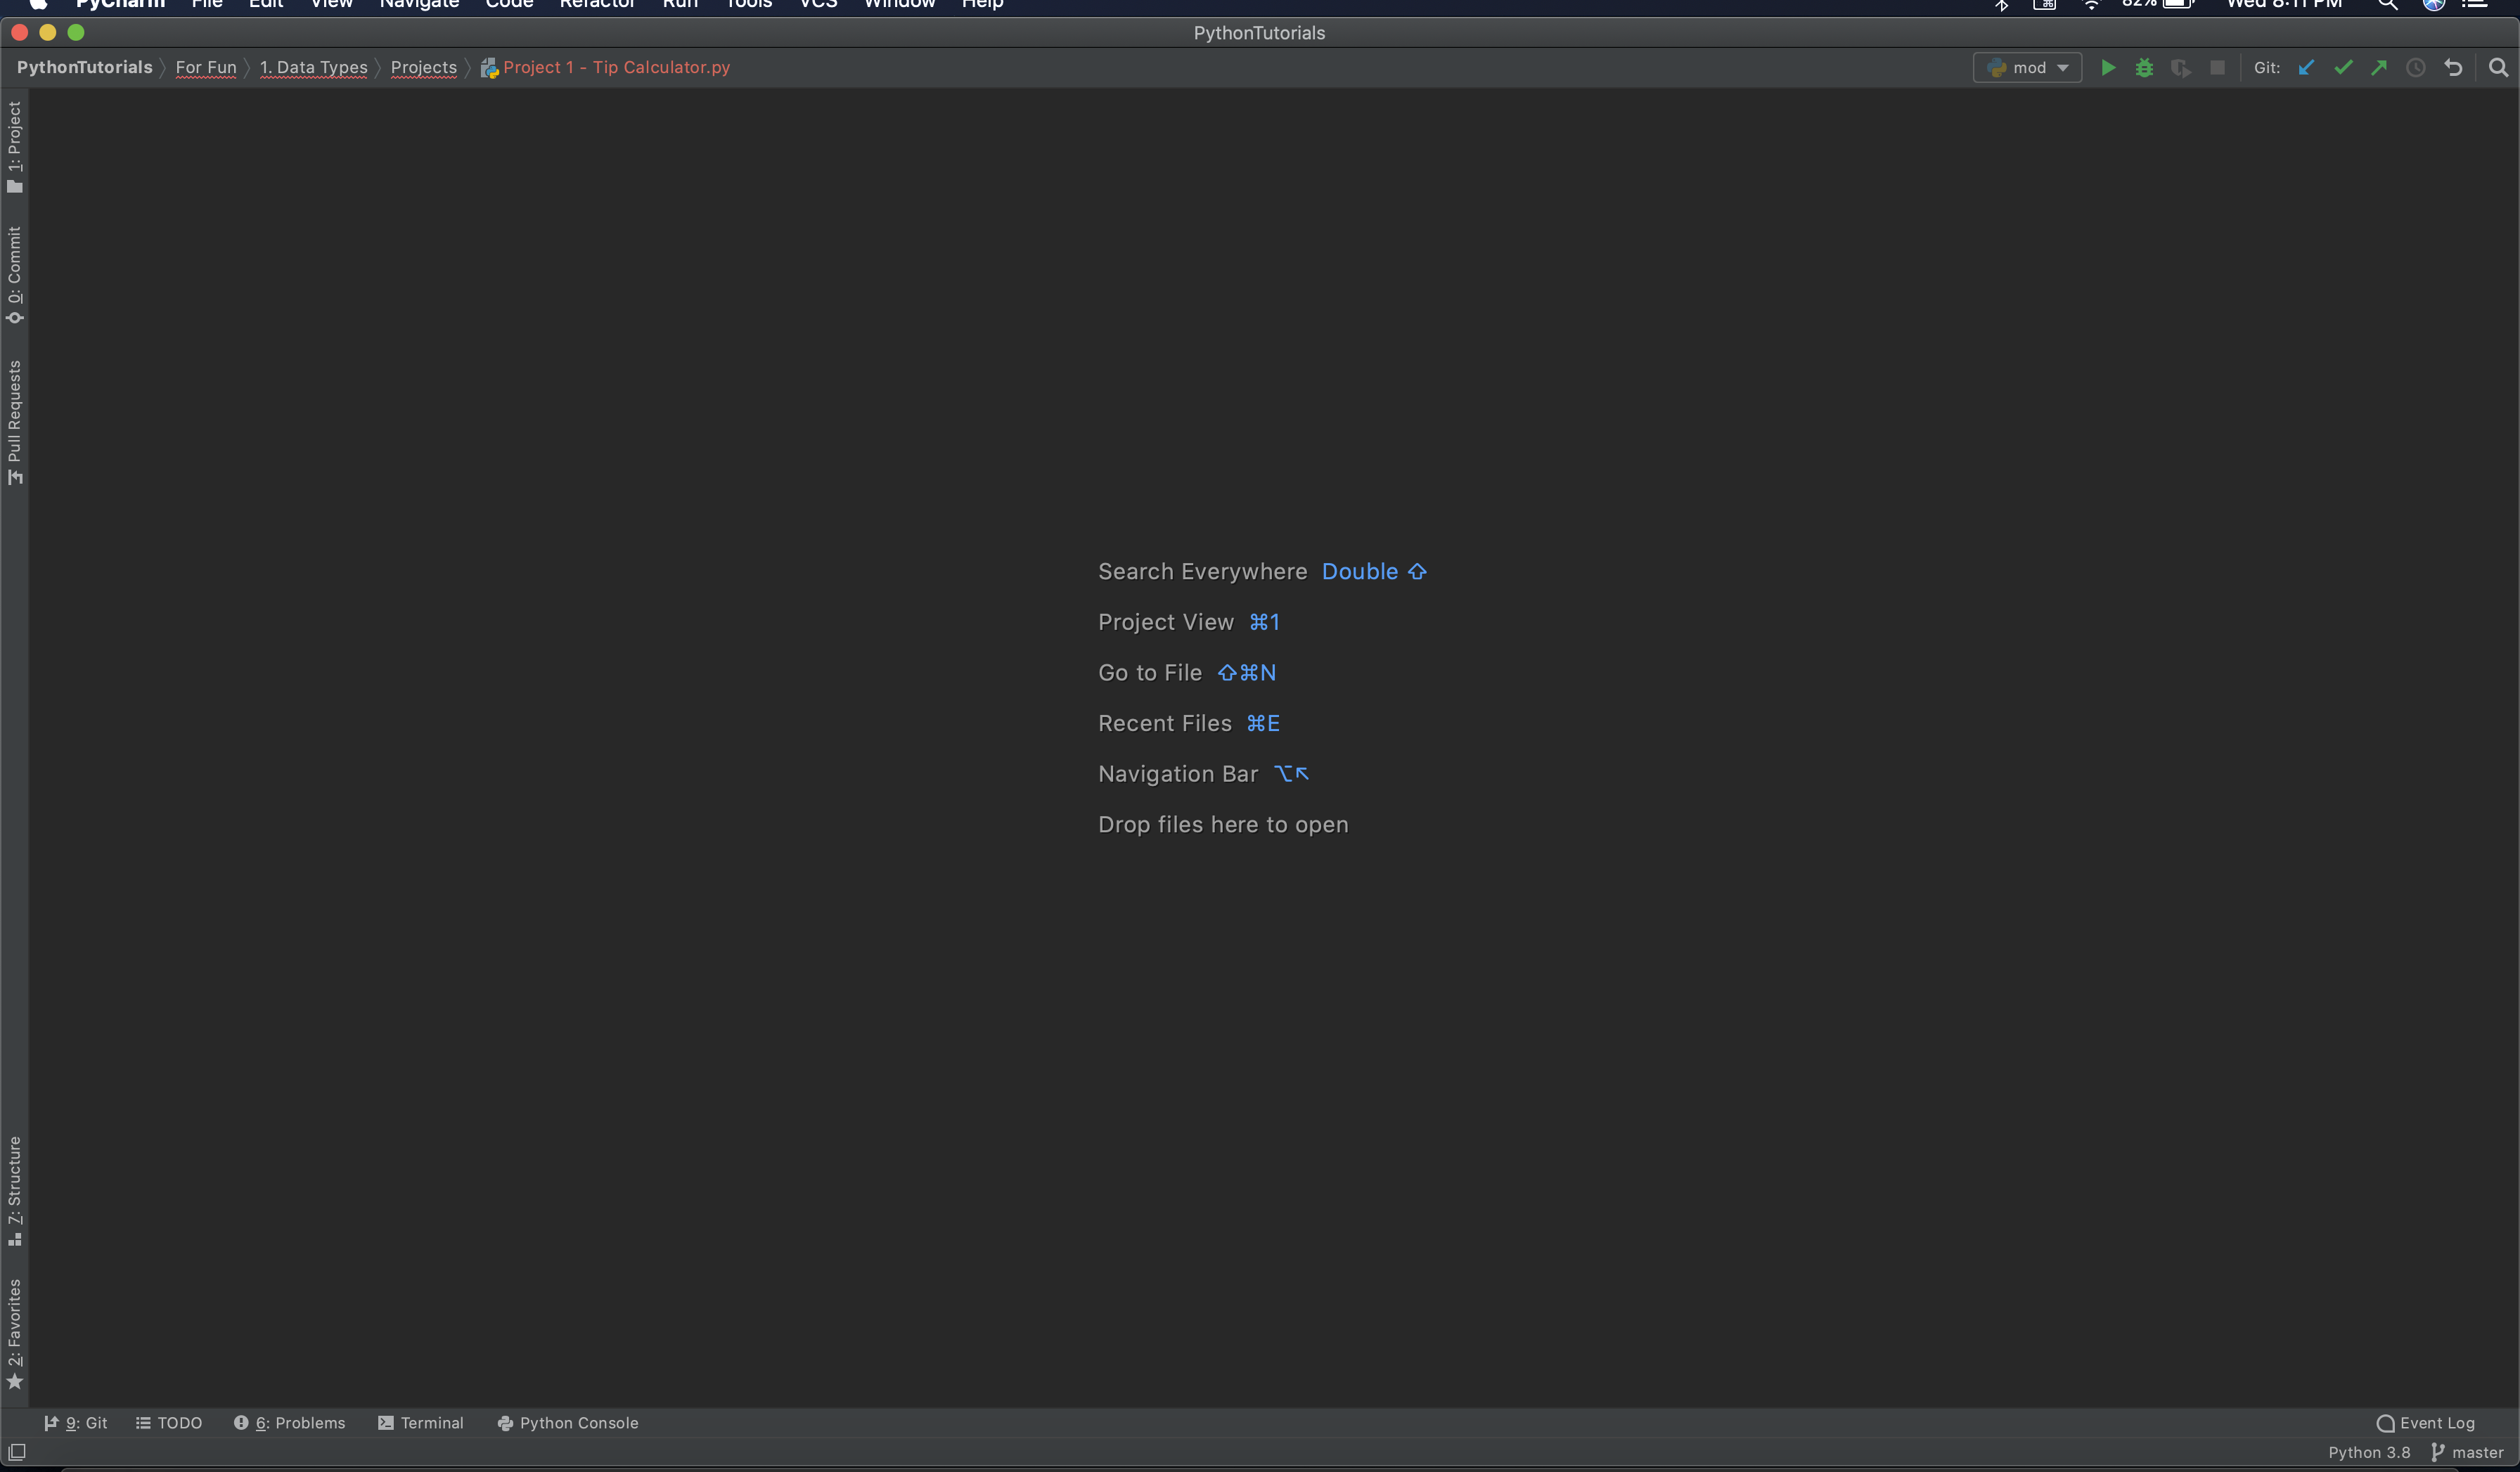 PyCharm File Edit View Navigate Code Refactor Run Tools VCS Window Help 82% Wed 8:11 PM
PythonTutorials
PythonTutorials For Fun 1. Data Types Projects Project 1 - Tip Calculator.py mod Git:
1: Project
0: Commit
Pull Requests
Search Everywhere Double ⇧
Project View ⌘1
Go to File ⇧⌘N
Recent Files ⌘E
Navigation Bar ⌥↖
Drop files here to open
7: Structure
2: Favorites
9: Git TODO 6: Problems Terminal Python Console Event Log
Python 3.8 master